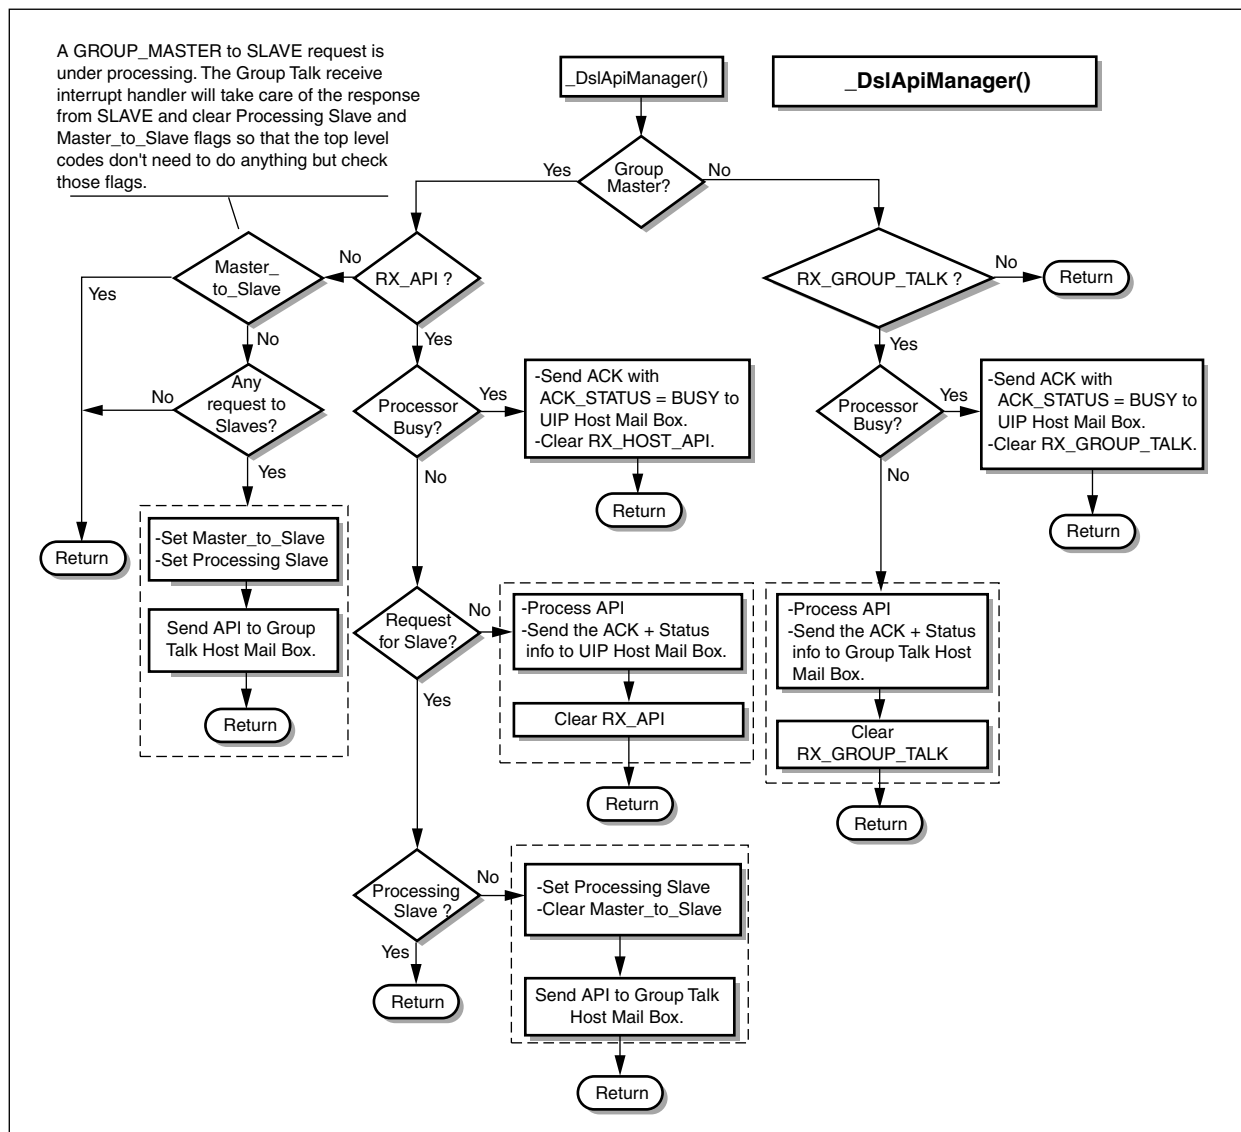 A GROUP_MASTER to SLAVE request is
under processing. The Group Talk receive
interrupt handler will take care of the response
from SLAVE and clear Processing Slave and
Master_to_Slave flags so that the top level
codes don't need to do anything but check
those flags.
_DslApiManager()
_DslApiManager()
Group
Master?
Yes
No
Master_
to_Slave
No
RX_API ?
RX_GROUP_TALK ?
No
Return
Yes
No
Yes
Yes
Any
request to
Slaves?
No
Processor
Busy?
Yes
-Send ACK with
ACK_STATUS = BUSY to
UIP Host Mail Box.
-Clear RX_HOST_API.
Processor
Busy?
Yes
-Send ACK with
ACK_STATUS = BUSY to
UIP Host Mail Box.
-Clear RX_GROUP_TALK.
Yes
No
No
Return
Return
Return
-Set Master_to_Slave
-Set Processing Slave
Send API to Group
Talk Host Mail Box.
Return
Request
for Slave?
No
-Process API
-Send the ACK + Status
info to UIP Host Mail Box.
Clear RX_API
Return
-Process API
-Send the ACK + Status
info to Group Talk Host
Mail Box.
Clear
RX_GROUP_TALK
Return
Yes
Processing
Slave ?
No
-Set Processing Slave
-Clear Master_to_Slave
Yes
Return
Send API to Group Talk
Host Mail Box.
Return